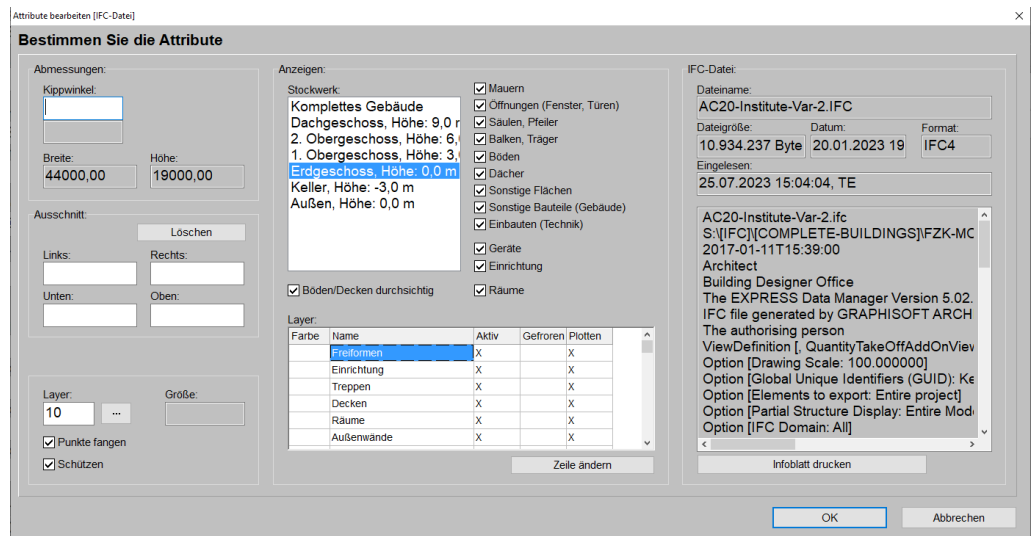 Attribute bearbeiten [IFC-Datei]
Bestimmen Sie die Attribute
Abmessungen:
Kippwinkel:
Breite:
Höhe:
44000,00
19000,00
Ausschnitt:
Löschen
Links:
Rechts:
Unten:
Oben:
Layer:
Größe:
10
...
Punkte fangen
Schützen
Anzeigen:
Stockwerk:
Komplettes Gebäude
Dachgeschoss, Höhe: 9,0
2. Obergeschoss, Höhe: 6,
1. Obergeschoss, Höhe: 3,
Erdgeschoss, Höhe: 0,0 m
Keller, Höhe: -3,0 m
Außen, Höhe: 0,0 m
Böden/Decken durchsichtig
Mauern
Öffnungen (Fenster, Türen)
Säulen, Pfeiler
Balken, Träger
Böden
Dächer
Sonstige Flächen
Sonstige Bauteile (Gebäude)
Einbauten (Technik)
Geräte
Einrichtung
Räume
Layer:
Farbe Name Aktiv Gefroren Plotten
Freiformen X X
Einrichtung X X
Treppen X X
Decken X X
Räume X X
Außenwände X X
Zeile ändern
IFC-Datei:
Dateiname:
AC20-Institute-Var-2.IFC
Dateigröße:
Datum:
Format:
10.934.237 Byte
20.01.2023 19
IFC4
Eingelesen:
25.07.2023 15:04:04, TE
AC20-Institute-Var-2.ifc
S:\[IFC]\[COMPLETE-BUILDINGS]\FZK-MC
2017-01-11T15:39:00
Architect
Building Designer Office
The EXPRESS Data Manager Version 5.02.
IFC file generated by GRAPHISOFT ARCH
The authorising person
ViewDefinition [, QuantityTakeOffAddOnView
Option [Drawing Scale: 100.000000]
Option [Global Unique Identifiers (GUID): Ke
Option [Elements to export: Entire project]
Option [Partial Structure Display: Entire Mod
Option [IFC Domain: All]
Infoblatt drucken
OK
Abbrechen